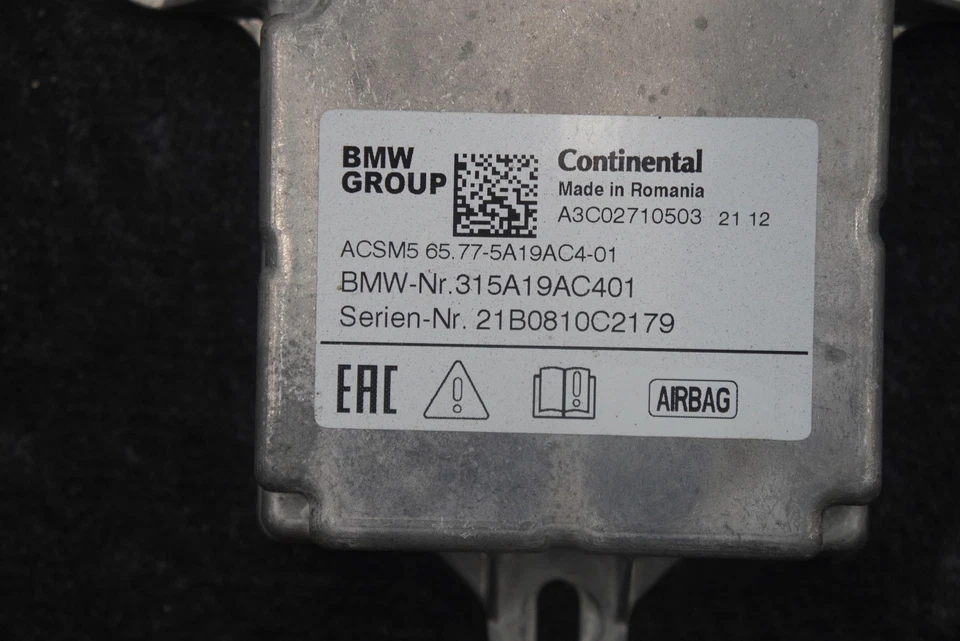 BMW
GROUP
Continental
Made in Romania
A3C02710503 21 12
ACSM5 65.77-5A19AC4-01
BMW-Nr.315A19AC401
Serien-Nr. 21B0810C2179
EAC
AIRBAG